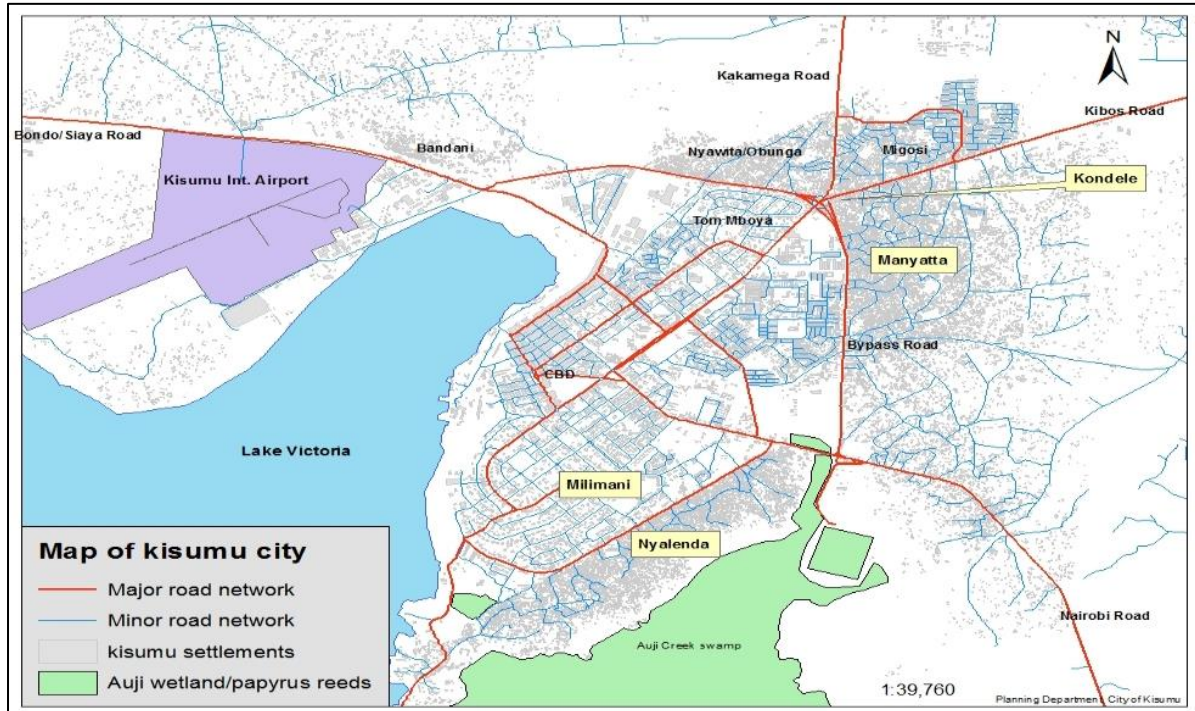 N
Kakamega Road
Kibos Road
Bondo/Siaya Road
Bandani
Nyawita/Obunga
Migosi
Kisumu Int. Airport
Kondele
Tom Mboya
Manyatta
Bypass Road
CBD
Lake Victoria
Milimani
Nyalenda
Map of kisumu city
Major road network
Minor road network
kisumu settlements
Auji wetland/papyrus reeds
Nairobi Road
Auji Creek swamp
1:39,760
Planning Department, City of Kisumu